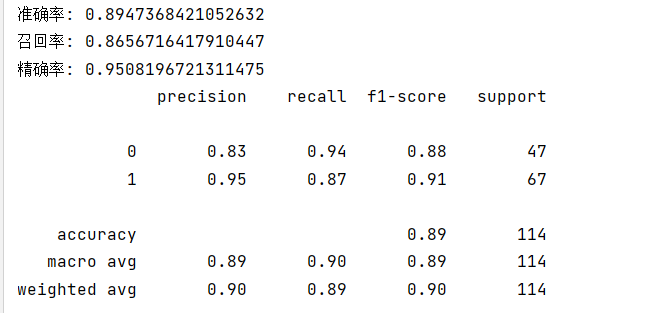 准确率: 0.8947368421052632
召回率: 0.8656716417910447
精确率: 0.9508196721311475
precision recall f1-score support
0 0.83 0.94 0.88 47
1 0.95 0.87 0.91 67
accuracy 0.89 114
macro avg 0.89 0.90 0.89 114
weighted avg 0.90 0.89 0.90 114